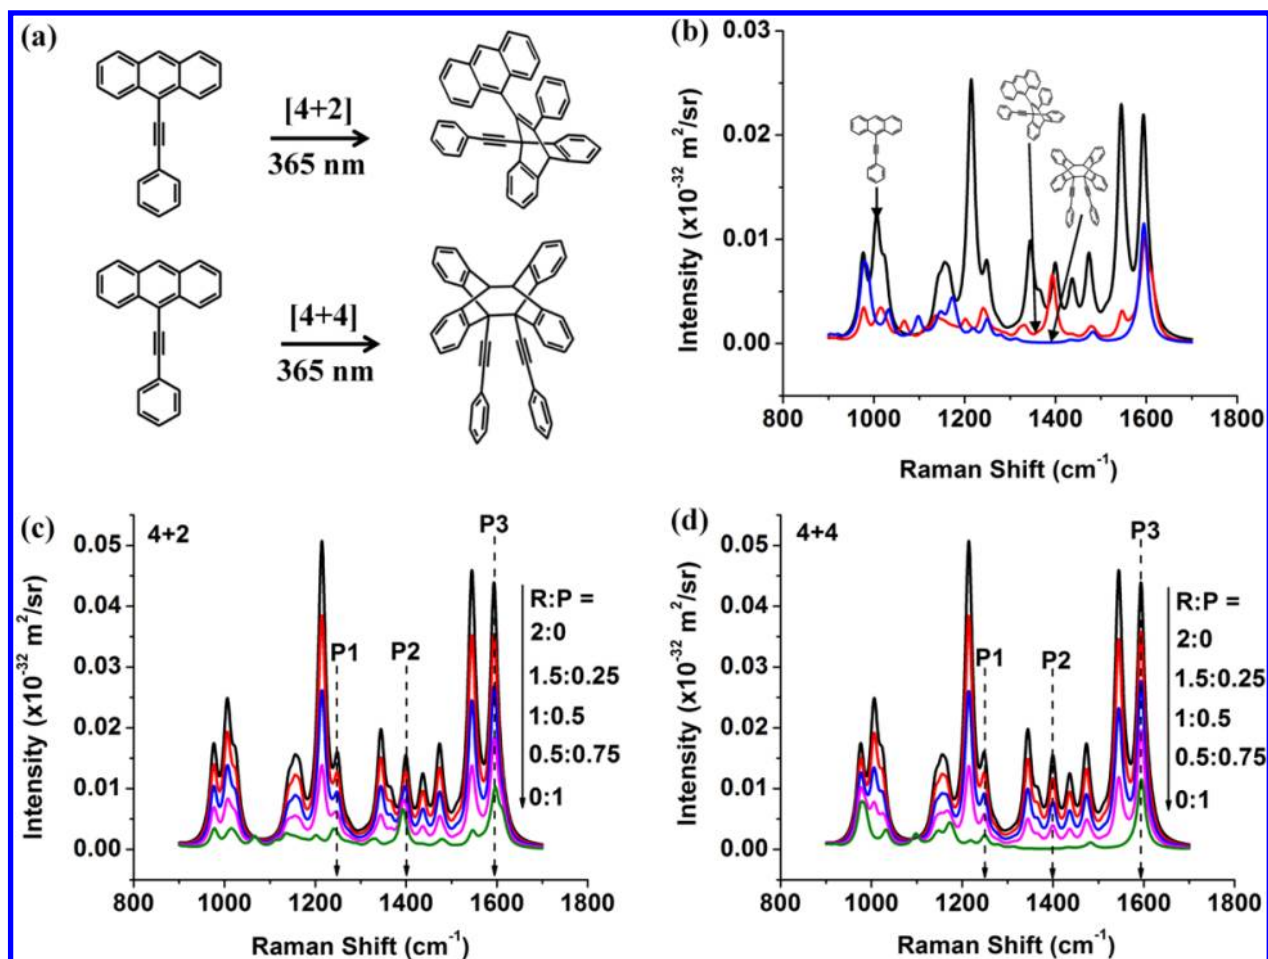 (a)
[4+2]
365 nm
[4+4]
365 nm
(b)
0.03
0.02
0.01
0.00
Intensity (x10⁻³² m²/sr)
800 1000 1200 1400 1600 1800
Raman Shift (cm⁻¹)
(c)
4+2
P3
P1
P2
R:P =
2:0
1.5:0.25
1:0.5
0.5:0.75
0:1
0.05
0.04
0.03
0.02
0.01
0.00
Intensity (x10⁻³² m²/sr)
800 1000 1200 1400 1600 1800
Raman Shift (cm⁻¹)
(d)
4+4
P3
P1
P2
R:P =
2:0
1.5:0.25
1:0.5
0.5:0.75
0:1
0.05
0.04
0.03
0.02
0.01
0.00
Intensity (x10⁻³² m²/sr)
800 1000 1200 1400 1600 1800
Raman Shift (cm⁻¹)